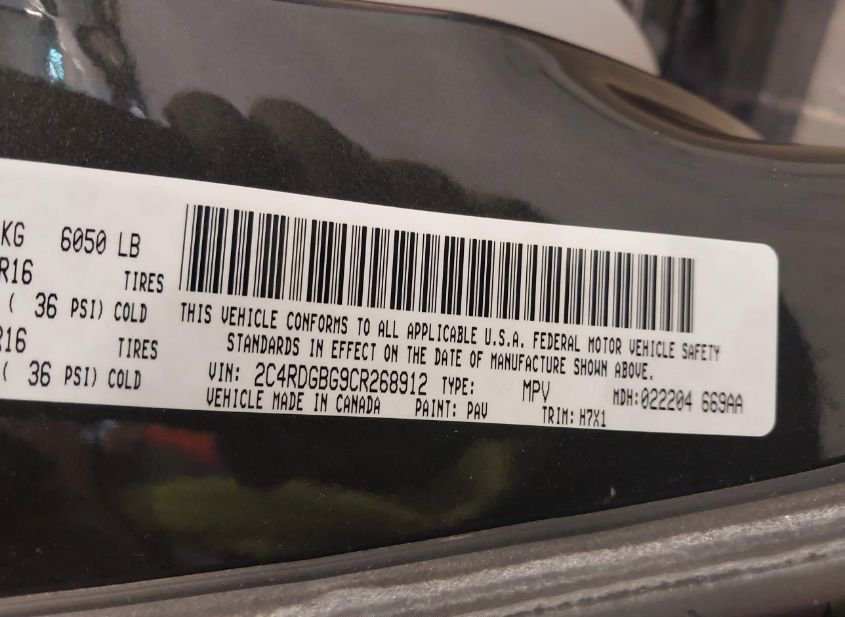 KG 6050 LB
R16 TIRES
( 36 PSI) COLD
R16 TIRES
( 36 PSI) COLD
THIS VEHICLE CONFORMS TO ALL APPLICABLE U.S.A. FEDERAL MOTOR VEHICLE SAFETY
STANDARDS IN EFFECT ON THE DATE OF MANUFACTURE SHOWN ABOVE.
VIN: 2C4RDGBG9CR268912 TYPE: MPV MDH:022204 669AA
VEHICLE MADE IN CANADA PAINT: PAV TRIM: H7X1